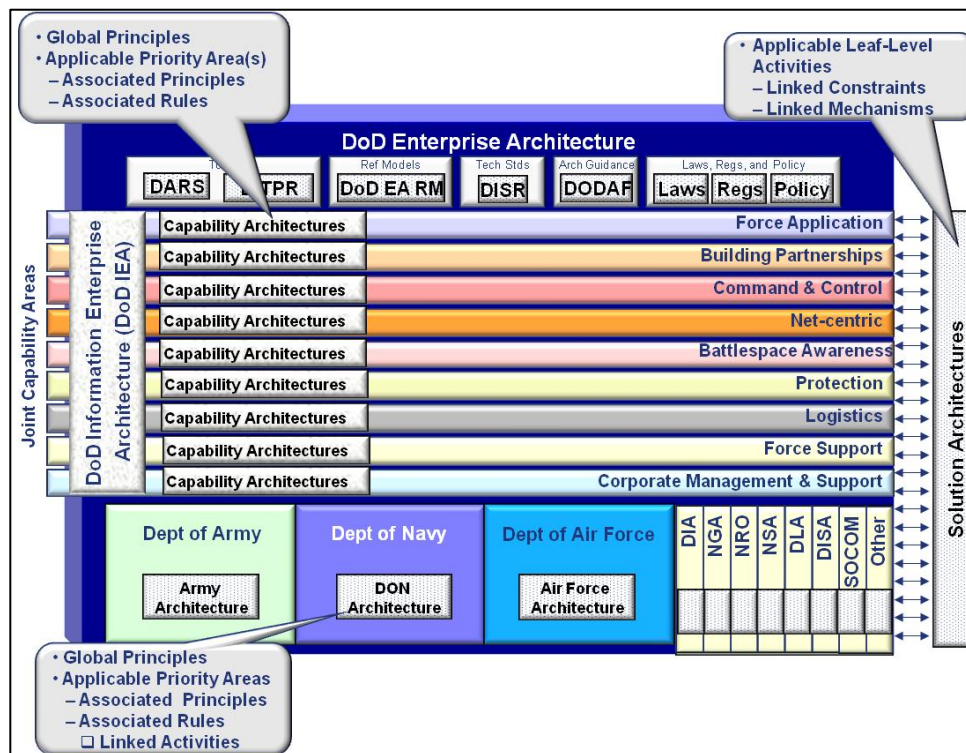 • Global Principles
• Applicable Priority Area(s)
– Associated Principles
– Associated Rules
• Applicable Leaf-Level
Activities
– Linked Constraints
– Linked Mechanisms
DoD Enterprise Architecture
Ref Models
Tech Stds
Arch Guidance
Laws, Regs, and Policy
DARS
DoD EA RM
DISR
DODAF
Laws
Regs
Policy
Joint Capability Areas
DoD Information Enterprise
Architecture (DoD IEA)
Capability Architectures
Force Application
Capability Architectures
Building Partnerships
Capability Architectures
Command & Control
Capability Architectures
Net-centric
Capability Architectures
Battlespace Awareness
Capability Architectures
Protection
Capability Architectures
Logistics
Capability Architectures
Force Support
Capability Architectures
Corporate Management & Support
Solution Architectures
Dept of Army
Dept of Navy
Dept of Air Force
Army
Architecture
DON
Architecture
Air Force
Architecture
DIA
NGA
NRO
NSA
DLA
DISA
SOCOM
Other
• Global Principles
• Applicable Priority Areas
– Associated Principles
– Associated Rules
❑ Linked Activities